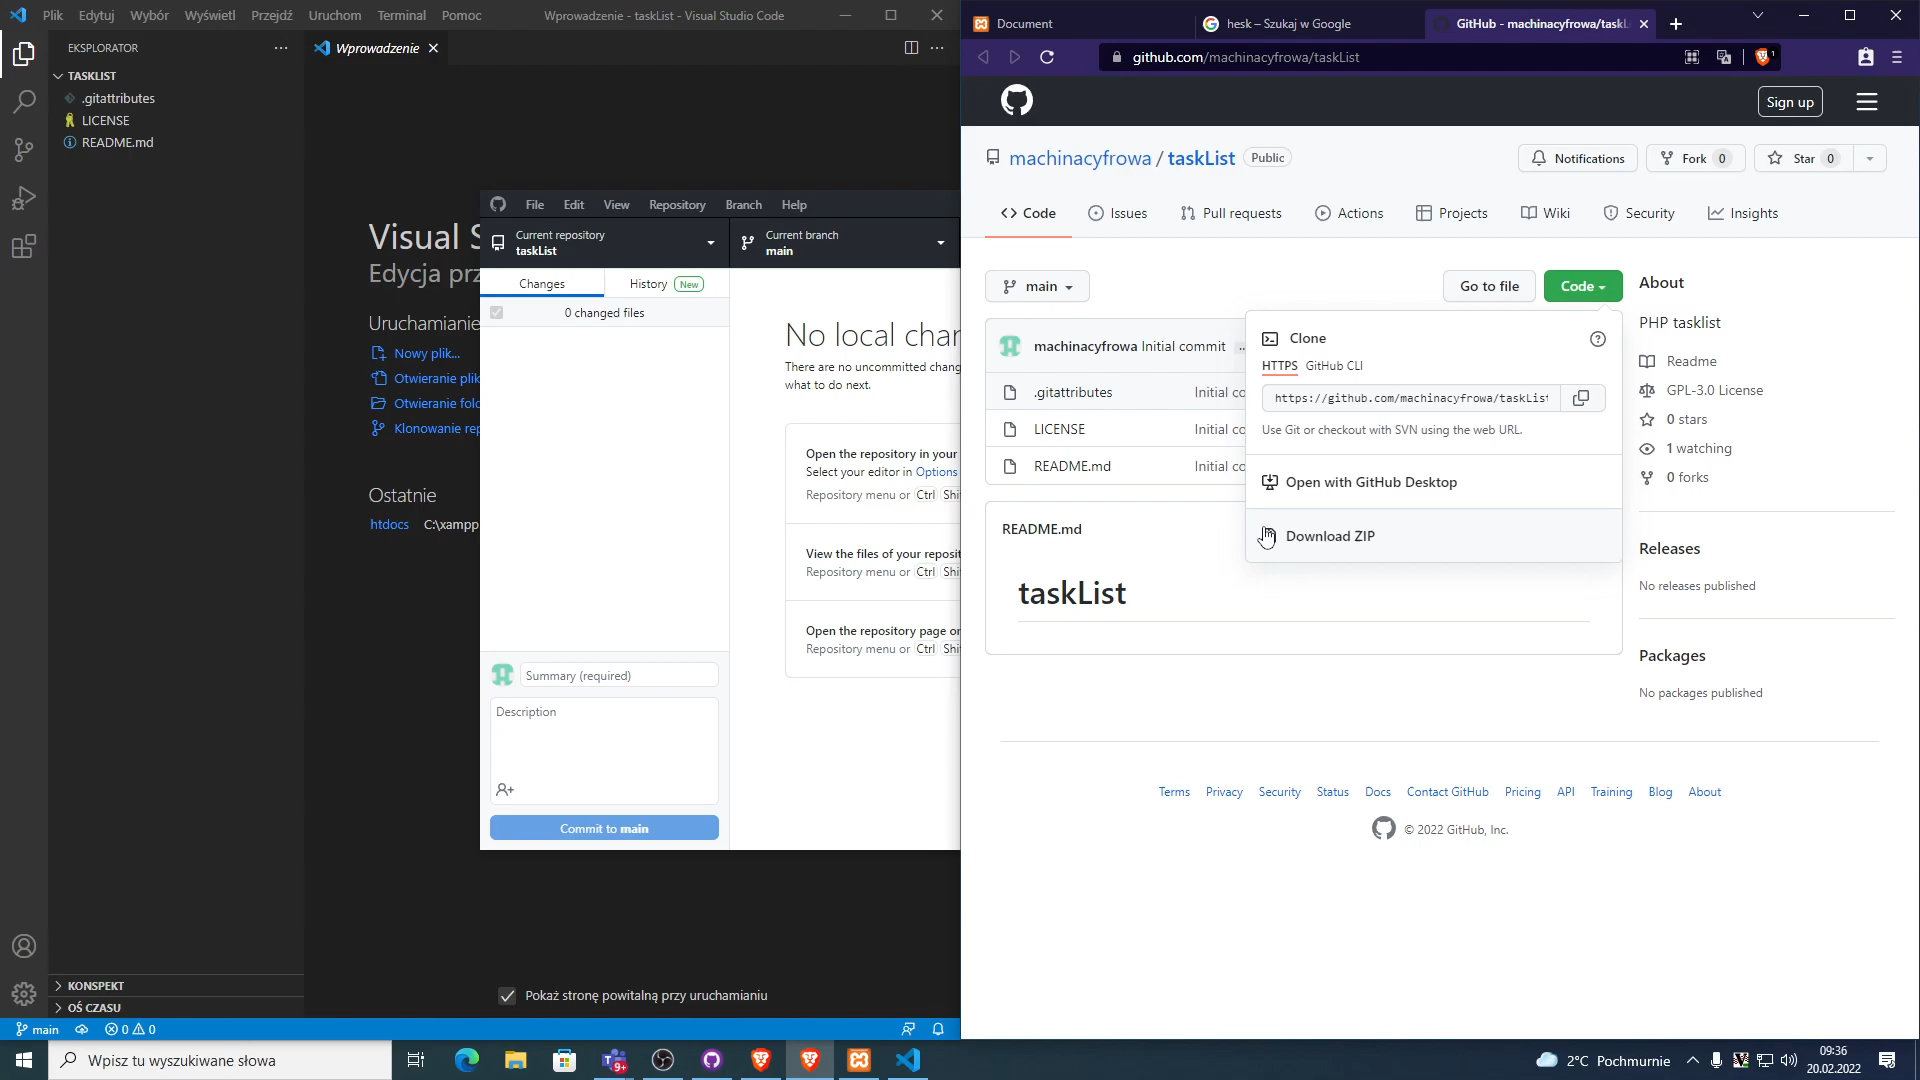 Plik Edytuj Wybór Wyświetl Przejdź Uruchom Terminal Pomoc Wprowadzenie - taskList - Visual Studio Code
EKSPLORATOR
Wprowadzenie
TASKLIST
.gitattributes
LICENSE
README.md
Visual S
Edycja prz
Uruchamianie
Nowy plik...
Otwieranie plik
Otwieranie folc
Klonowanie rep
Ostatnie
htdocs C:\xampp
Pokaż stronę powitalną przy uruchamianiu
KONSPEKT
OŚ CZASU
main 0 0
File Edit View Repository Branch Help
Current repository
taskList
Current branch
main
Changes
History New
0 changed files
No local char
There are no uncommitted chang
what to do next.
Open the repository in your
Select your editor in Options
Repository menu or Ctrl Shi
View the files of your reposit
Repository menu or Ctrl Shi
Open the repository page or
Repository menu or Ctrl Shi
Summary (required)
Description
Commit to main
Document
hesk – Szukaj w Google
GitHub - machinacyfrowa/taskL
github.com/machinacyfrowa/taskList
1
Sign up
machinacyfrowa / taskList Public
Notifications
Fork 0
Star 0
Code Issues Pull requests Actions Projects Wiki Security Insights
main
Go to file
Code
machinacyfrowa Initial commit ...
.gitattributes Initial co
LICENSE Initial co
README.md Initial co
Clone
HTTPS GitHub CLI
https://github.com/machinacyfrowa/taskList
Use Git or checkout with SVN using the web URL.
Open with GitHub Desktop
Download ZIP
README.md
taskList
About
PHP tasklist
Readme
GPL-3.0 License
0 stars
1 watching
0 forks
Releases
No releases published
Packages
No packages published
Terms Privacy Security Status Docs Contact GitHub Pricing API Training Blog About
© 2022 GitHub, Inc.
Wpisz tu wyszukiwane słowa
9+
2°C Pochmurnie
09:36
20.02.2022